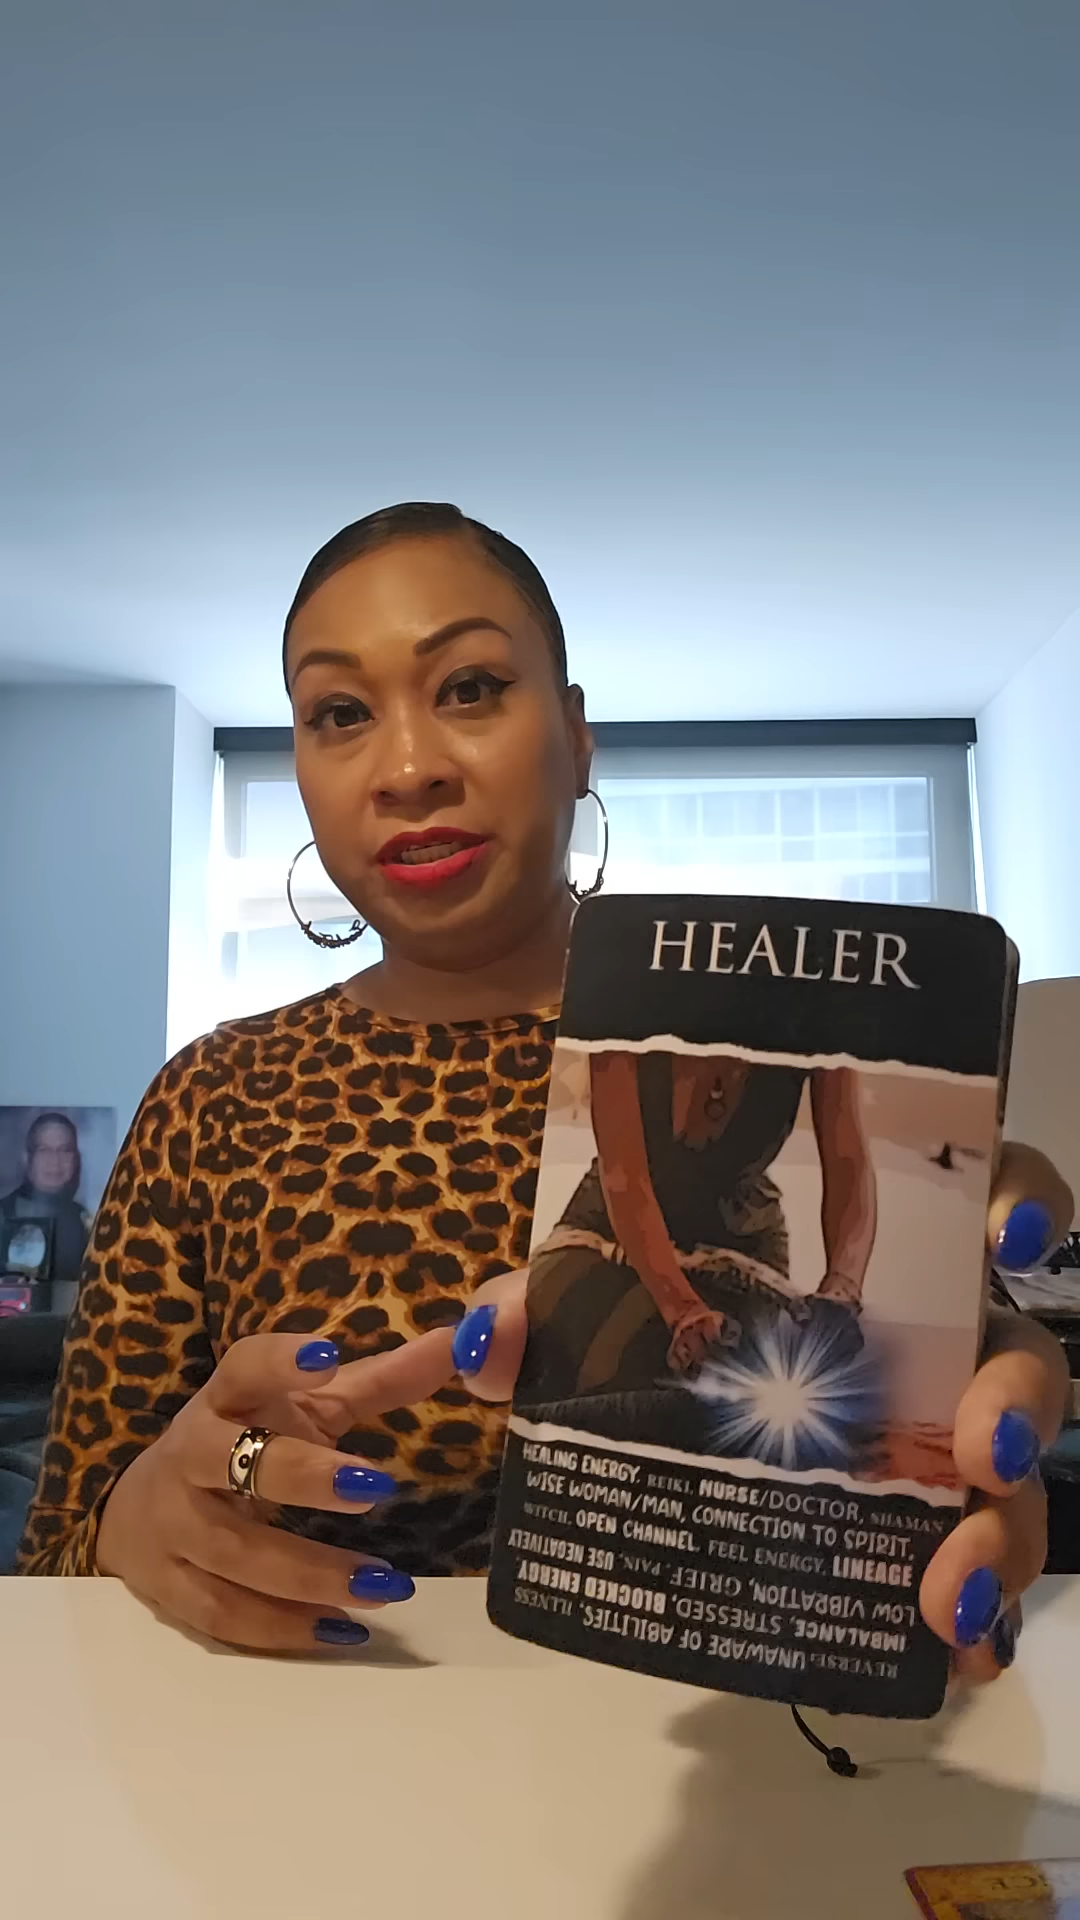 HEALER
HEALING ENERGY, REIKI, NURSE/DOCTOR, SHAMAN
WISE WOMAN/MAN, CONNECTION TO SPIRIT,
WITCH, OPEN CHANNEL, FEEL ENERGY, LINEAGE
REVERSE: UNAWARE OF ABILITIES, ILLNESS
IMBALANCE, STRESSED, BLOCKED ENERGY,
LOW VIBRATION, GRIEF, PAIN, USE NEGATIVELY